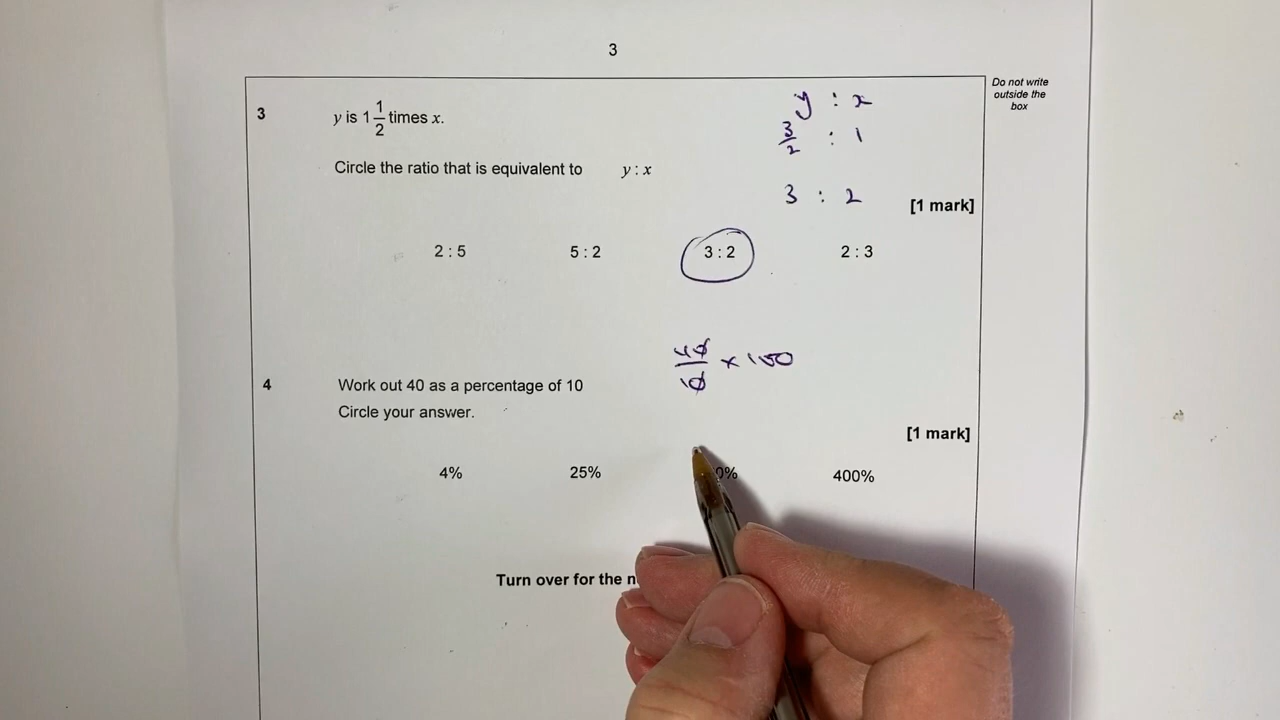 3
Do not write
outside the
box
3
y is 1 1/2 times x.
y : x
3/2 : 1
Circle the ratio that is equivalent to y : x
3 : 2
[1 mark]
2 : 5 5 : 2 3 : 2 2 : 3
40/10 × 100
4
Work out 40 as a percentage of 10
Circle your answer.
[1 mark]
4% 25% 0% 400%
Turn over for the